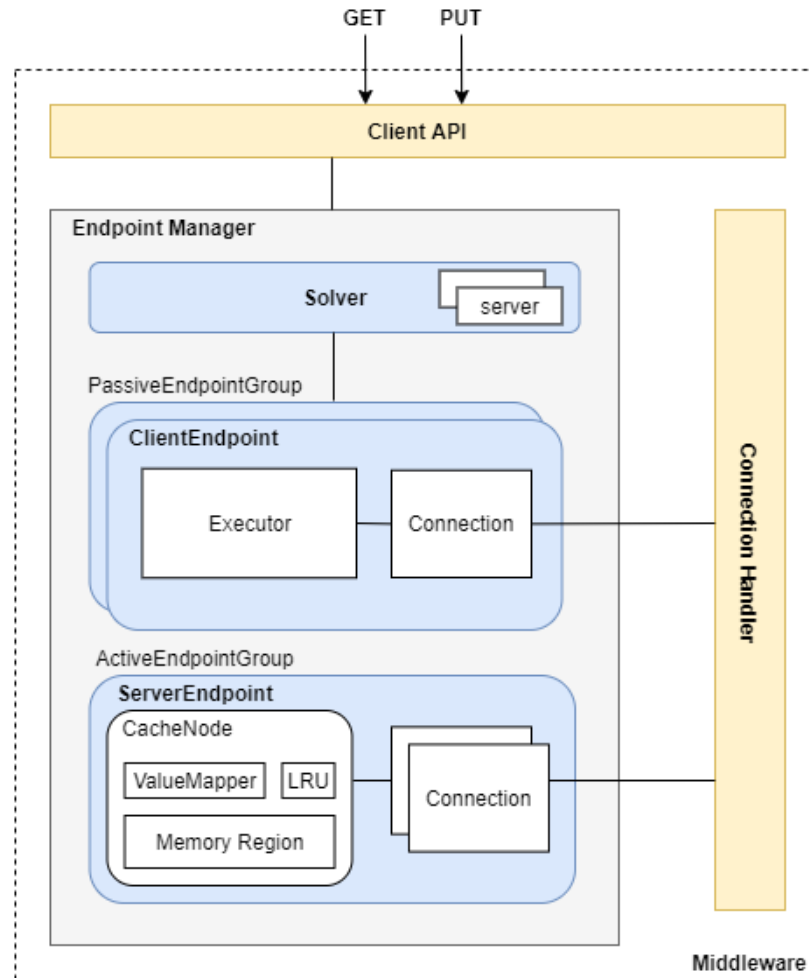 GET
PUT
Client API
Endpoint Manager
Solver
server
PassiveEndpointGroup
ClientEndpoint
Executor
Connection
Connection Handler
ActiveEndpointGroup
ServerEndpoint
CacheNode
ValueMapper
LRU
Memory Region
Connection
Middleware